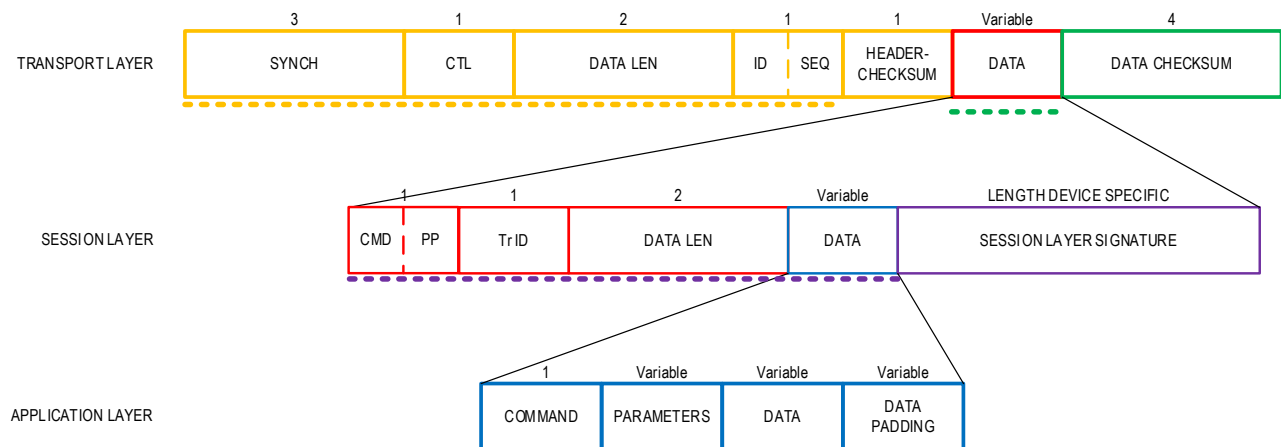 3 1 2 1 1 Variable 4
TRANSPORT LAYER SYNCH CTL DATA LEN ID SEQ HEADER-
CHECKSUM DATA DATA CHECKSUM
1 1 2 Variable LENGTH DEVICE SPECIFIC
SESSION LAYER CMD PP Tr ID DATA LEN DATA SESSION LAYER SIGNATURE
1 Variable Variable Variable
APPLICATION LAYER COMMAND PARAMETERS DATA DATA
PADDING